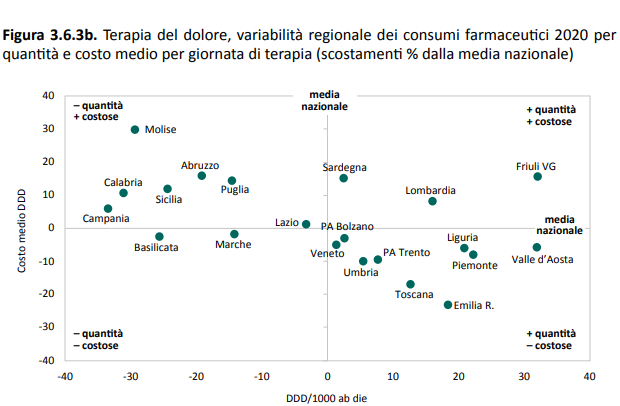 Figura 3.6.3b. Terapia del dolore, variabilità regionale dei consumi farmaceutici 2020 per
quantità e costo medio per giornata di terapia (scostamenti % dalla media nazionale)
media
nazionale
– quantità
+ costose
+ quantità
+ costose
40
30
20
10
0
-10
-20
-30
-40
Costo medio DDD
Molise
Abruzzo
Calabria
Sicilia
Puglia
Campania
Sardegna
Friuli VG
Lombardia
media
nazionale
Lazio
PA Bolzano
Basilicata
Marche
Veneto
Liguria
PA Trento
Umbria
Piemonte
Valle d’Aosta
Toscana
Emilia R.
– quantità
– costose
+ quantità
– costose
-40
-30
-20
-10
0
10
20
30
40
DDD/1000 ab die